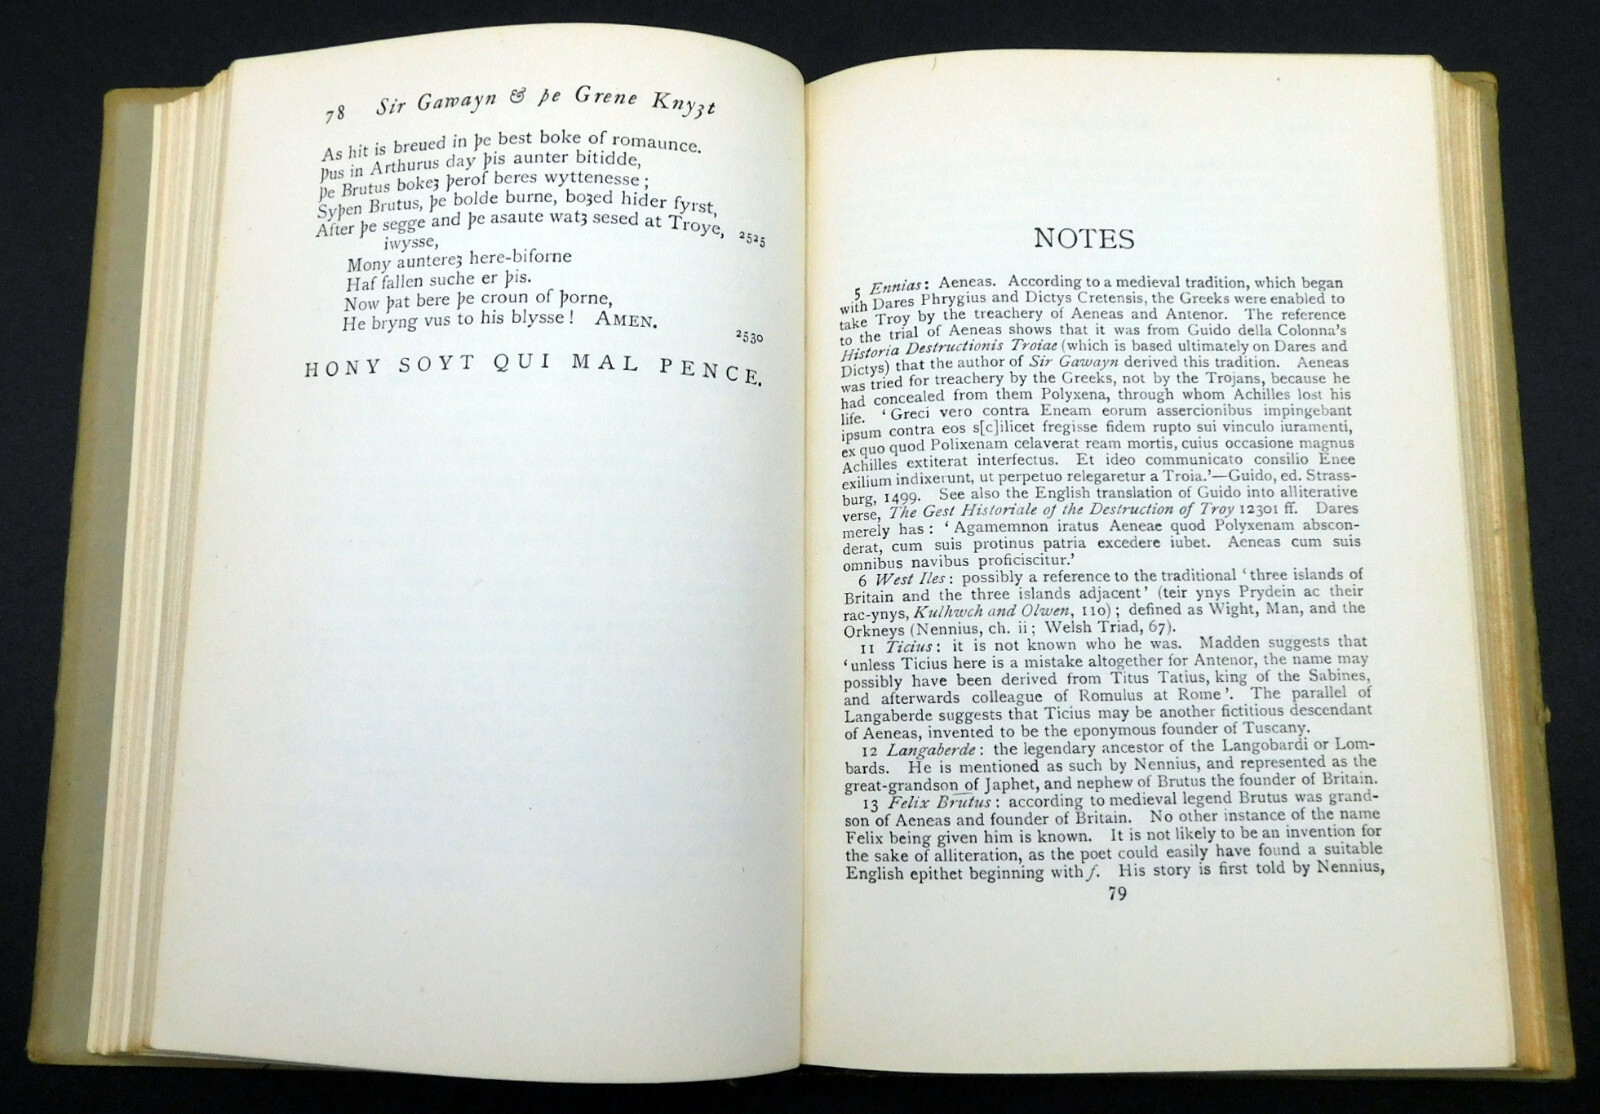 78 Sir Gawayn & þe Grene Knyȝt
As hit is breued in þe best boke of romaunce.
Þus in Arthurus day þis aunter bitidde,
Þe Brutus bokeȝ þerof beres wyttenesse ;
Syþen Brutus, þe bolde burne, boȝed hider fyrst,
After þe segge and þe asaute watȝ sesed at Troye, 2525
iwysse,
Monyauntereȝ here-biforne
Haf fallen suche er þis.
Now þat bere þe croun of þorne,
He bryng vus to his blysse ! AMEN. 2530
HONY SOYT QUI MAL PENCE.
NOTES
5 Ennias: Aeneas. According to a medieval tradition, which began
with Dares Phrygius and Dictys Cretensis, the Greeks were enabled to
take Troy by the treachery of Aeneas and Antenor. The reference
to the trial of Aeneas shows that it was from Guido della Colonna's
Historia Destructionis Troiae (which is based ultimately on Dares and
Dictys) that the author of Sir Gawayn derived this tradition. Aeneas
was tried for treachery by the Greeks, not by the Trojans, because he
had concealed from them Polyxena, through whom Achilles lost his
life. ‘Greci vero contra Eneam eorum assercionibus impingebant
ipsum contra eos s[c]ilicet fregisse fidem rupto sui vinculo iuramenti,
ex quo quod Polixenam celaverat ream mortis, cuius occasione magnus
Achilles extiterat interfectus. Et ideo communicato consilio Enee
exilium indixerunt, ut perpetuo relegaretur a Troia.’—Guido, ed. Strass-
burg, 1499. See also the English translation of Guido into alliterative
verse, The Gest Historiale of the Destruction of Troy 12301 ff. Dares
merely has : ‘Agamemnon iratus Aeneae quod Polyxenam abscon-
derat, cum suis protinus patria excedere iubet. Aeneas cum suis
omnibus navibus proficiscitur.’
6 West Iles: possibly a reference to the traditional ‘three islands of
Britain and the three islands adjacent’ (teir ynys Prydein ac their
rac-ynys, Kulhwch and Olwen, 110) ; defined as Wight, Man, and the
Orkneys (Nennius, ch. ii ; Welsh Triad, 67).
11 Ticius: it is not known who he was. Madden suggests that
‘unless Ticius here is a mistake altogether for Antenor, the name may
possibly have been derived from Titus Tatius, king of the Sabines,
and afterwards colleague of Romulus at Rome’. The parallel of
Langaberde suggests that Ticius may be another fictitious descendant
of Aeneas, invented to be the eponymous founder of Tuscany.
12 Langaberde: the legendary ancestor of the Langobardi or Lom-
bards. He is mentioned as such by Nennius, and represented as the
great-grandson of Japhet, and nephew of Brutus the founder of Britain.
13 Felix Brutus: according to medieval legend Brutus was grand-
son of Aeneas and founder of Britain. No other instance of the name
Felix being given him is known. It is not likely to be an invention for
the sake of alliteration, as the poet could easily have found a suitable
English epithet beginning with f. His story is first told by Nennius,
79